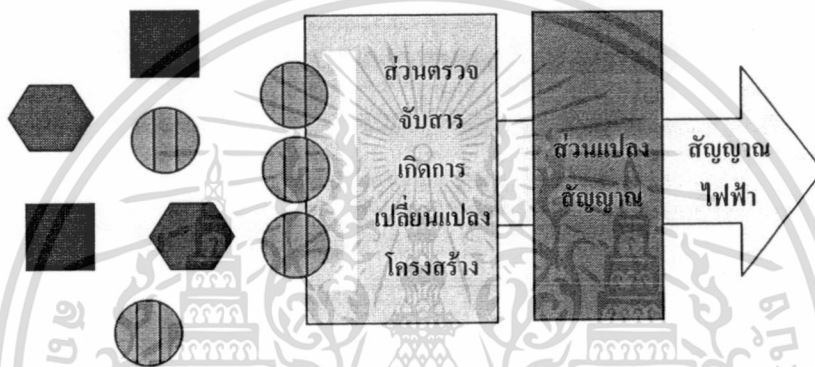 ส่วนตรวจ
จับสาร
เกิดการ
เปลี่ยนแปลง
โครงสร้าง
ส่วนแปลง
สัญญาณ
สัญญาณ
ไฟฟ้า